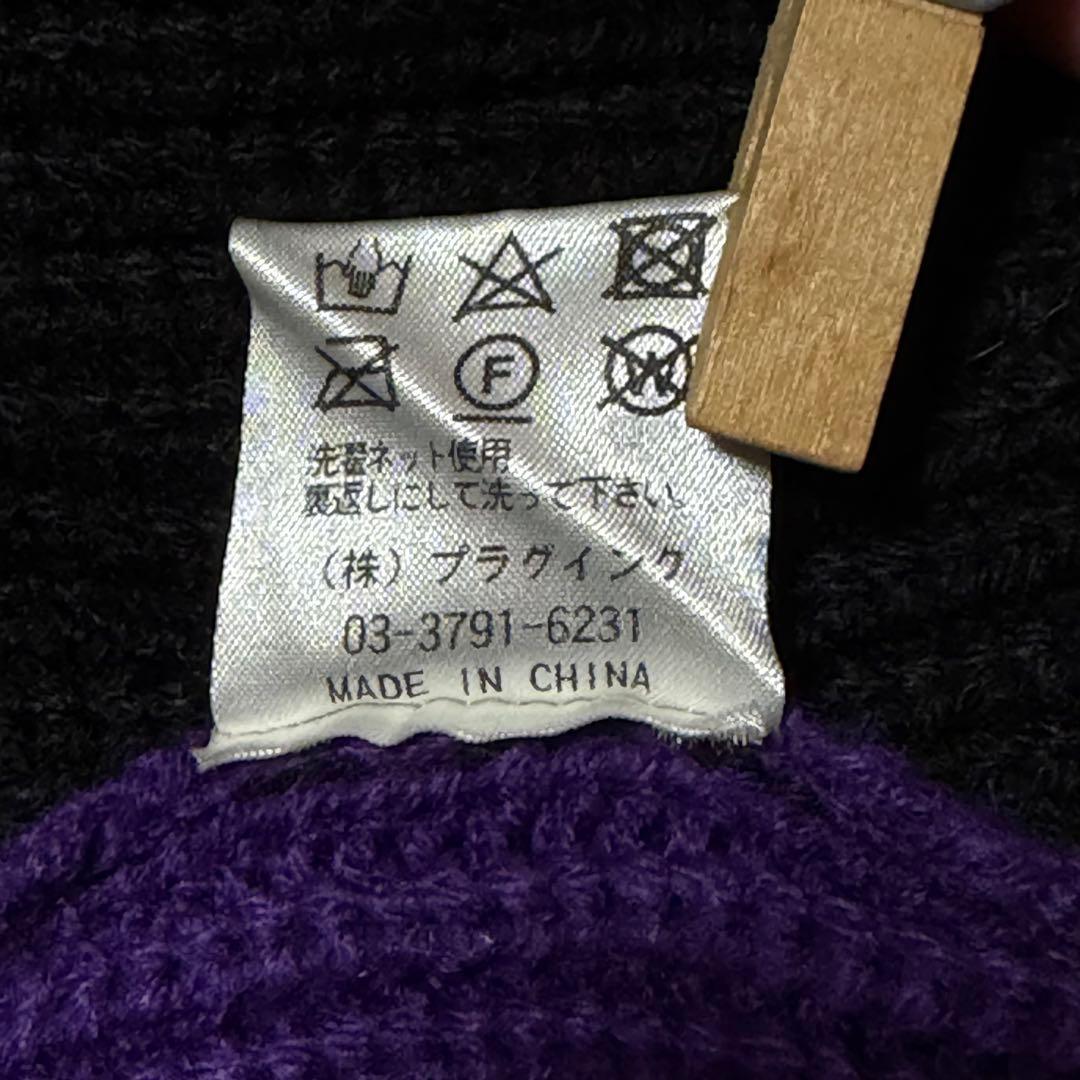 F
W
洗濯ネット使用
裏返しにして洗って下さい。
（株）プラグインク
03-3791-6231
MADE IN CHINA